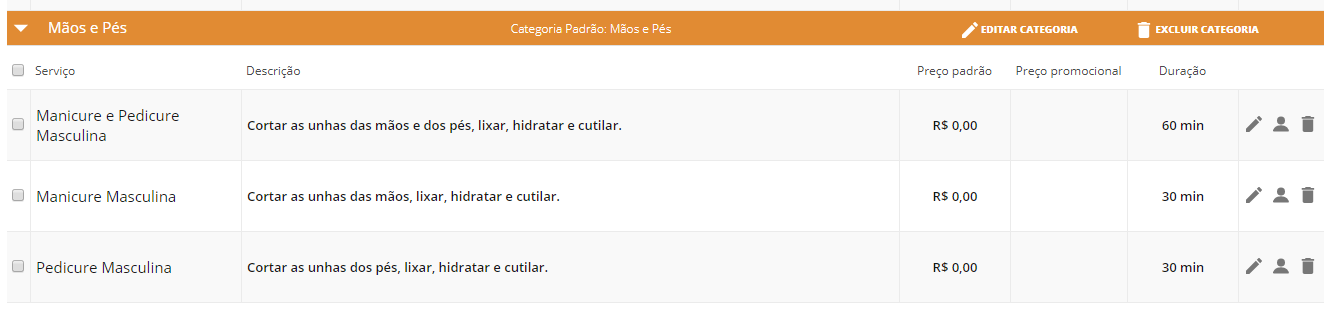 Mãos e Pés Categoria Padrão: Mãos e Pés EDITAR CATEGORIA EXCLUIR CATEGORIA
Serviço Descrição Preço padrão Preço promocional Duração
Manicure e Pedicure
Masculina
Cortar as unhas das mãos e dos pés, lixar, hidratar e cutilar. R$ 0,00 60 min
Manicure Masculina Cortar as unhas das mãos, lixar, hidratar e cutilar. R$ 0,00 30 min
Pedicure Masculina Cortar as unhas dos pés, lixar, hidratar e cutilar. R$ 0,00 30 min